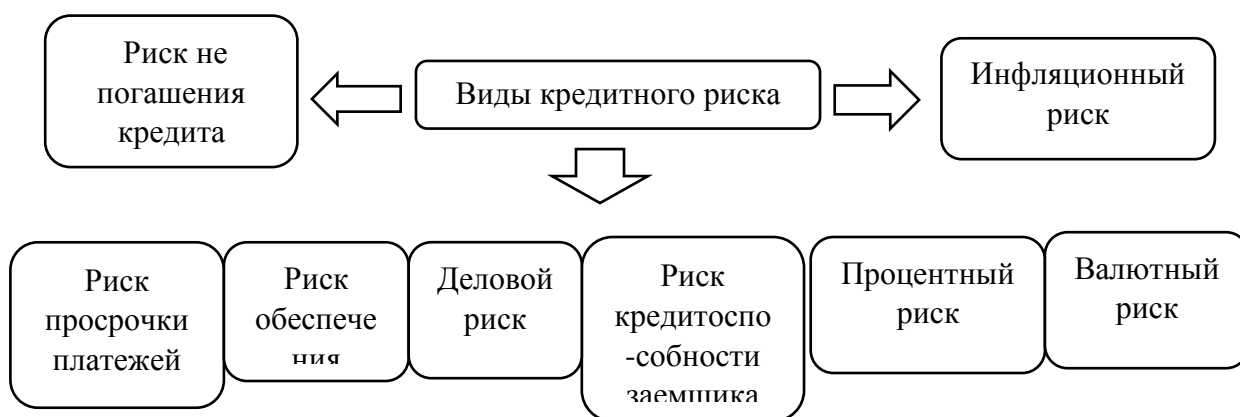 Риск не
погашения
кредита
Виды кредитного риска
Инфляционный
риск
Риск
просрочки
платежей
Риск
обеспече
ния
Деловой
риск
Риск
кредитоспо
-собности
заемщика
Процентный
риск
Валютный
риск